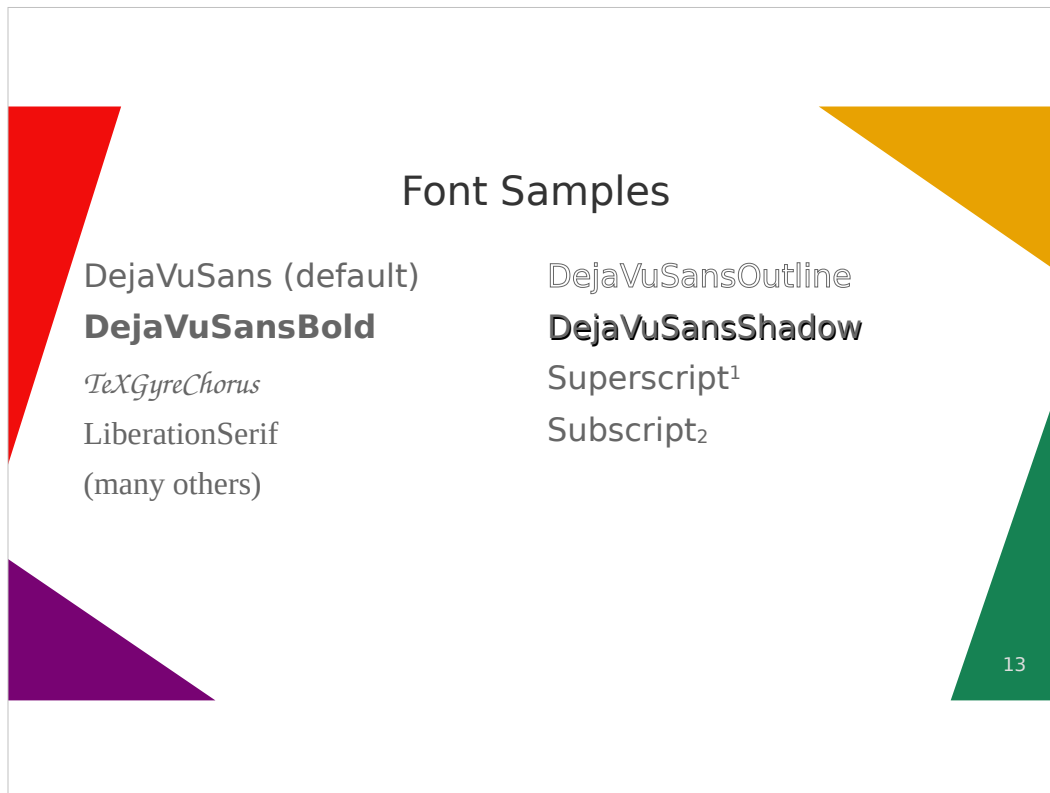 Font Samples
DejaVuSans (default)
DejaVuSansBold
TeXGyreChorus
LiberationSerif
(many others)
DejaVuSansOutline
DejaVuSansShadow
Superscript¹
Subscript₂
13